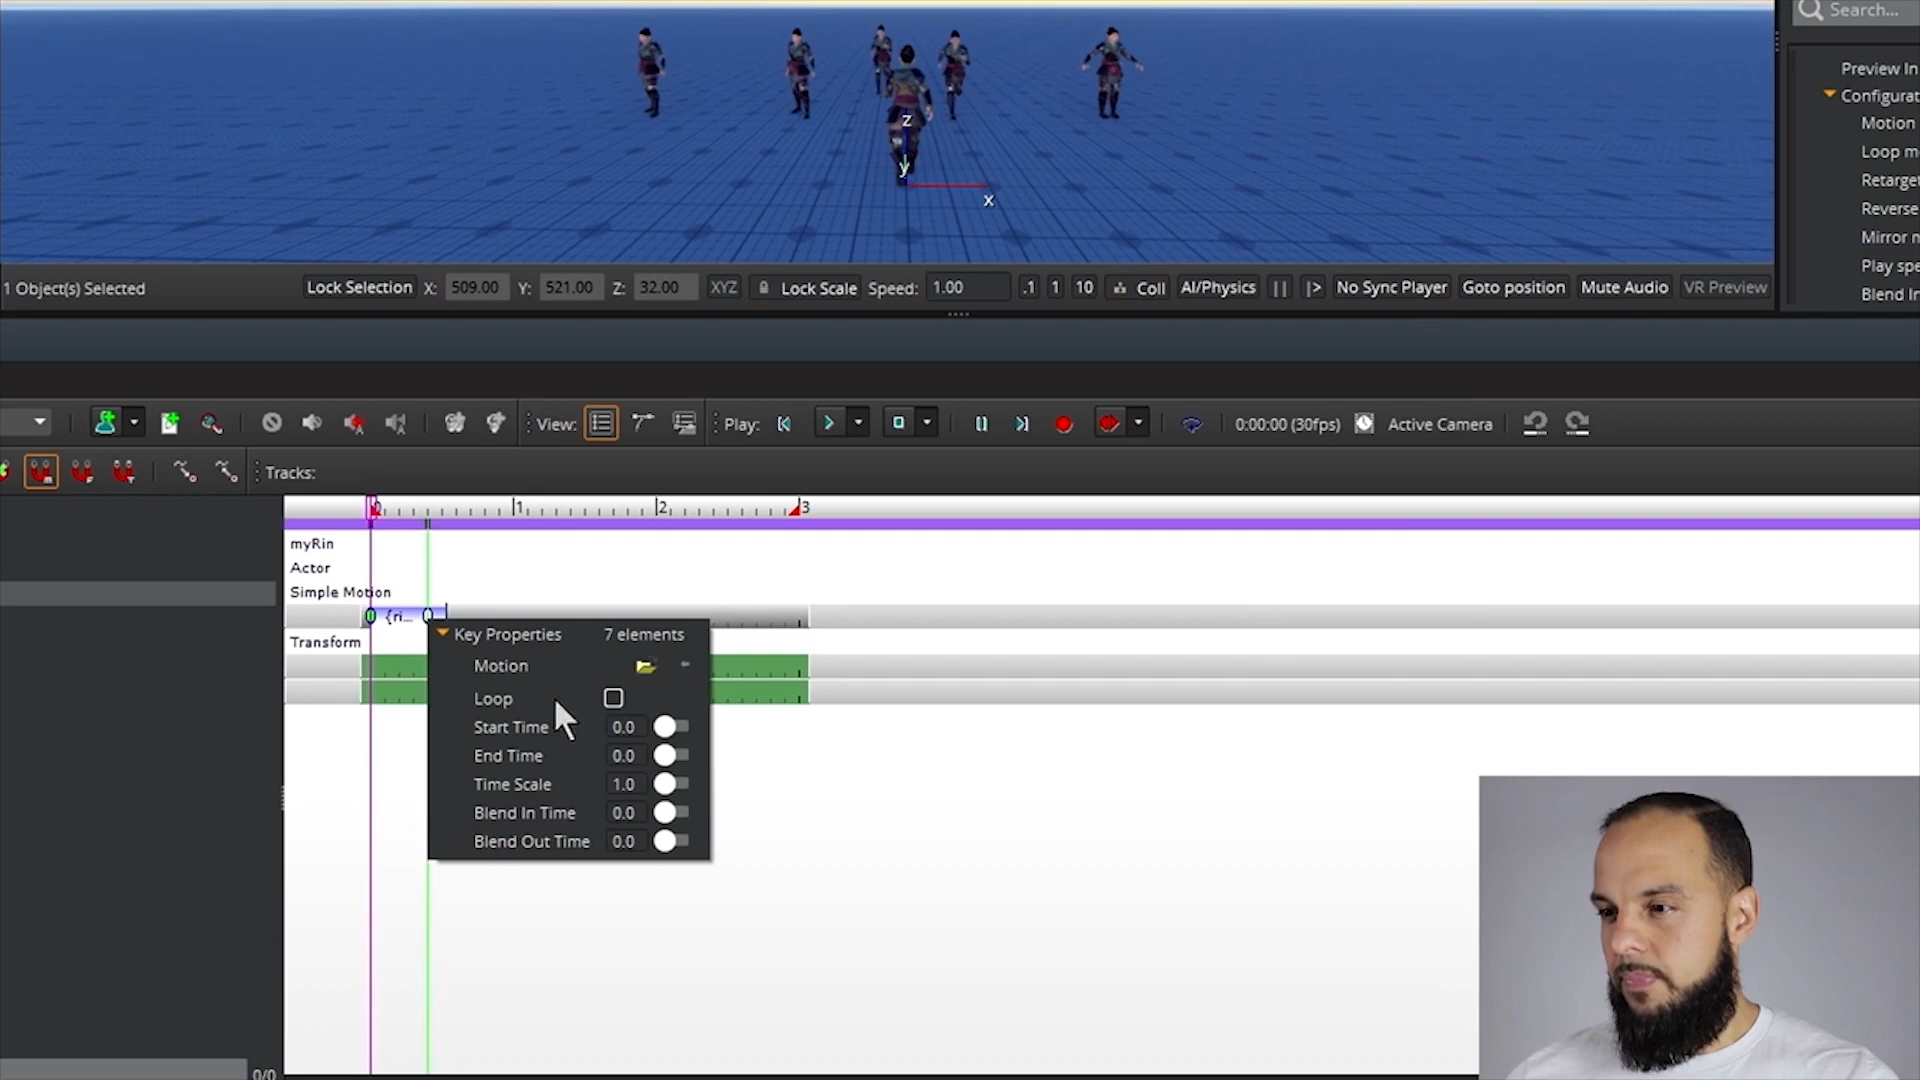 Search...
Preview In
Configurat
Motion
Loop m
Retarget
Reverse
Mirror m
Play spe
Blend In
z
y
x
1 Object(s) Selected
Lock Selection X: 509.00 Y: 521.00 Z: 32.00 XYZ Lock Scale Speed: 1.00 .1 1 10 Coll AI/Physics || |> No Sync Player Goto position Mute Audio VR Preview
View: Play: 0:00:00 (30fps) Active Camera
Tracks:
0 1 2 3
myRin
Actor
Simple Motion
{ri...
Transform
Key Properties 7 elements
Motion
Loop
Start Time 0.0
End Time 0.0
Time Scale 1.0
Blend In Time 0.0
Blend Out Time 0.0
0/0